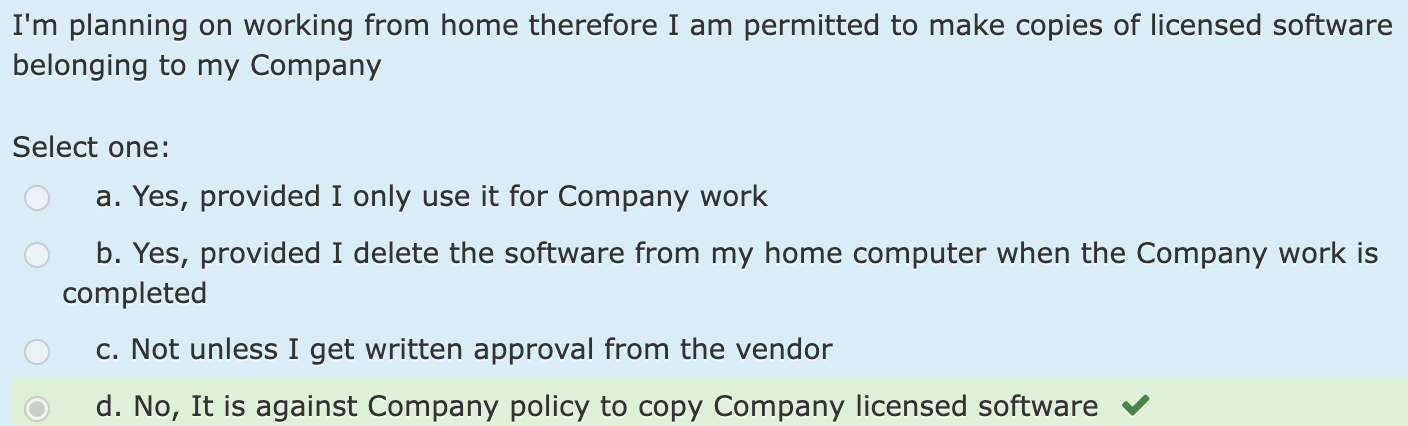 I'm planning on working from home therefore I am permitted to make copies of licensed software
belonging to my Company
Select one:
a. Yes, provided I only use it for Company work
b. Yes, provided I delete the software from my home computer when the Company work is
completed
c. Not unless I get written approval from the vendor
d. No, It is against Company policy to copy Company licensed software